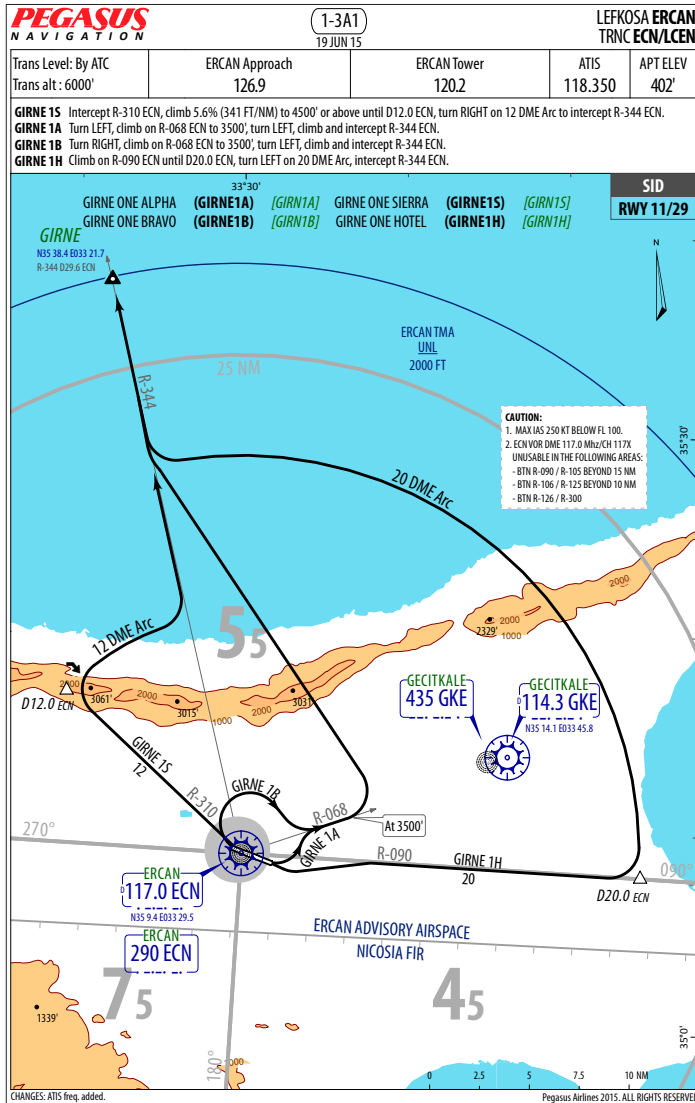 PEGASUS
NAVIGATION
1-3A1
19 JUN 15
LEFKOSA ERCAN
TRNC ECN/LCEN
Trans Level: By ATC
Trans alt : 6000'
ERCAN Approach
126.9
ERCAN Tower
120.2
ATIS
118.350
APT ELEV
402'
GIRNE 1S Intercept R-310 ECN, climb 5.6% (341 FT/NM) to 4500' or above until D12.0 ECN, turn RIGHT on 12 DME Arc to intercept R-344 ECN.
GIRNE 1A Turn LEFT, climb on R-068 ECN to 3500', turn LEFT, climb and intercept R-344 ECN.
GIRNE 1B Turn RIGHT, climb on R-068 ECN to 3500', turn LEFT, climb and intercept R-344 ECN.
GIRNE 1H Climb on R-090 ECN until D20.0 ECN, turn LEFT on 20 DME Arc, intercept R-344 ECN.
33°30'
SID
RWY 11/29
GIRNE ONE ALPHA (GIRNE1A) [GIRN1A] GIRNE ONE SIERRA (GIRNE1S) [GIRN1S]
GIRNE ONE BRAVO (GIRNE1B) [GIRN1B] GIRNE ONE HOTEL (GIRNE1H) [GIRN1H]
GIRNE
N35 38.4 E033 21.7
R-344 D29.6 ECN
N
ERCAN TMA
UNL
2000 FT
25 NM
R-344
CAUTION:
1. MAX IAS 250 KT BELOW FL 100.
2. ECN VOR DME 117.0 Mhz/CH 117X
UNUSABLE IN THE FOLLOWING AREAS:
- BTN R-090 / R-105 BEYOND 15 NM
- BTN R-106 / R-125 BEYOND 10 NM
- BTN R-126 / R-300
35°30'
20 DME Arc
2000
12 DME Arc
55
2329'
2000
1000
2000
3061'
2000
3015'
1000
2000
3031'
D12.0 ECN
GECITKALE
435 GKE
GECITKALE
D 114.3 GKE
N35 14.1 E033 45.8
GIRNE 1S
12
R-310
GIRNE 1B
R-068
At 3500'
GIRNE 1A
270°
R-090
GIRNE 1H
20
090°
D20.0 ECN
ERCAN
D 117.0 ECN
N35 9.4 E033 29.5
ERCAN
290 ECN
ERCAN ADVISORY AIRSPACE
NICOSIA FIR
75
45
1339'
180°
1000
35°0'
0 2.5 5 7.5 10 NM
CHANGES: ATIS freq. added.
Pegasus Airlines 2015. ALL RIGHTS RESERVED